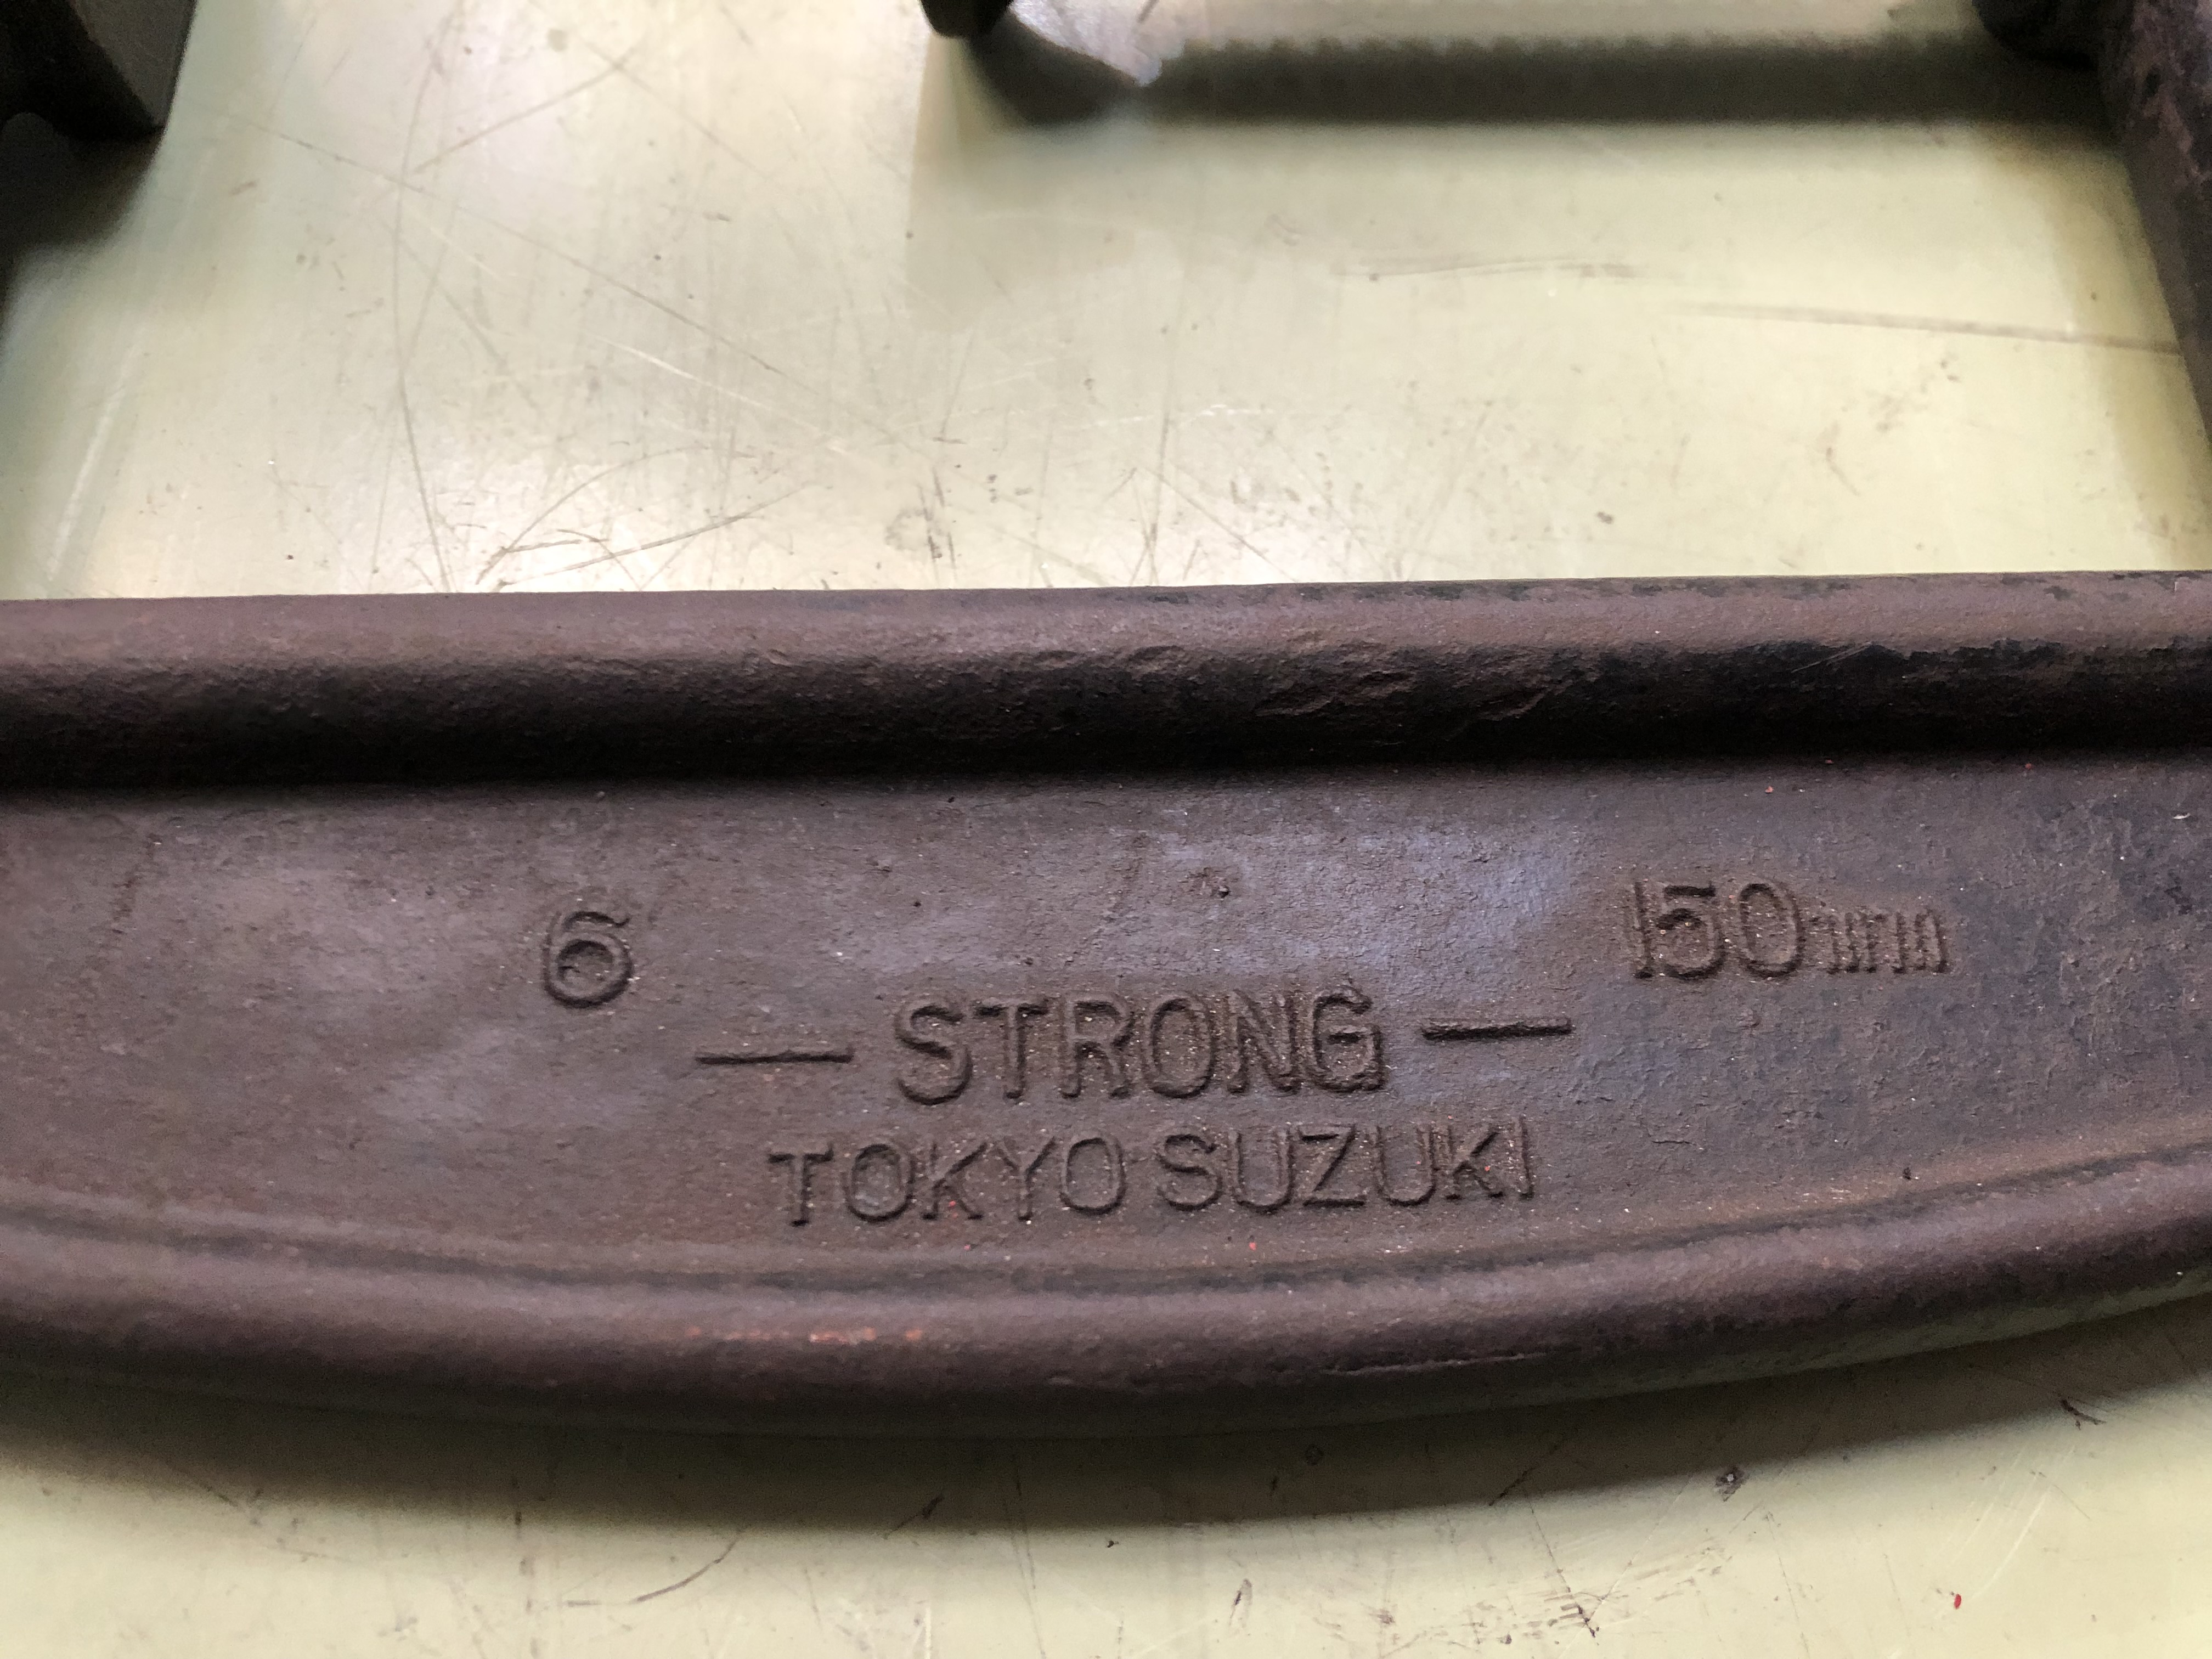 6 150mm
— STRONG —
TOKYO SUZUKI